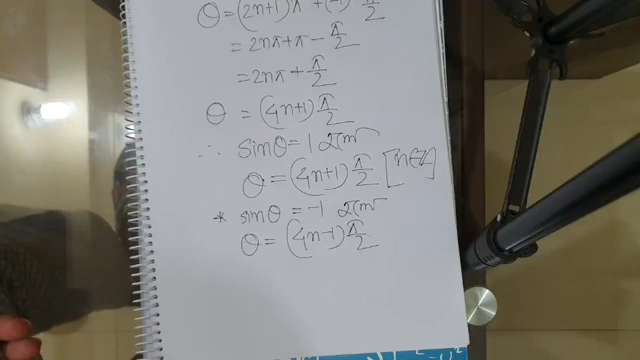 θ = (2n+1)π + (-1) π/2
= 2nπ + π - π/2
= 2nπ + π/2
θ = (4n+1) π/2
∴ sinθ = 1 হলে
θ = (4n+1) π/2 [n∈Z]
* sinθ = -1 হলে
θ = (4n-1) π/2